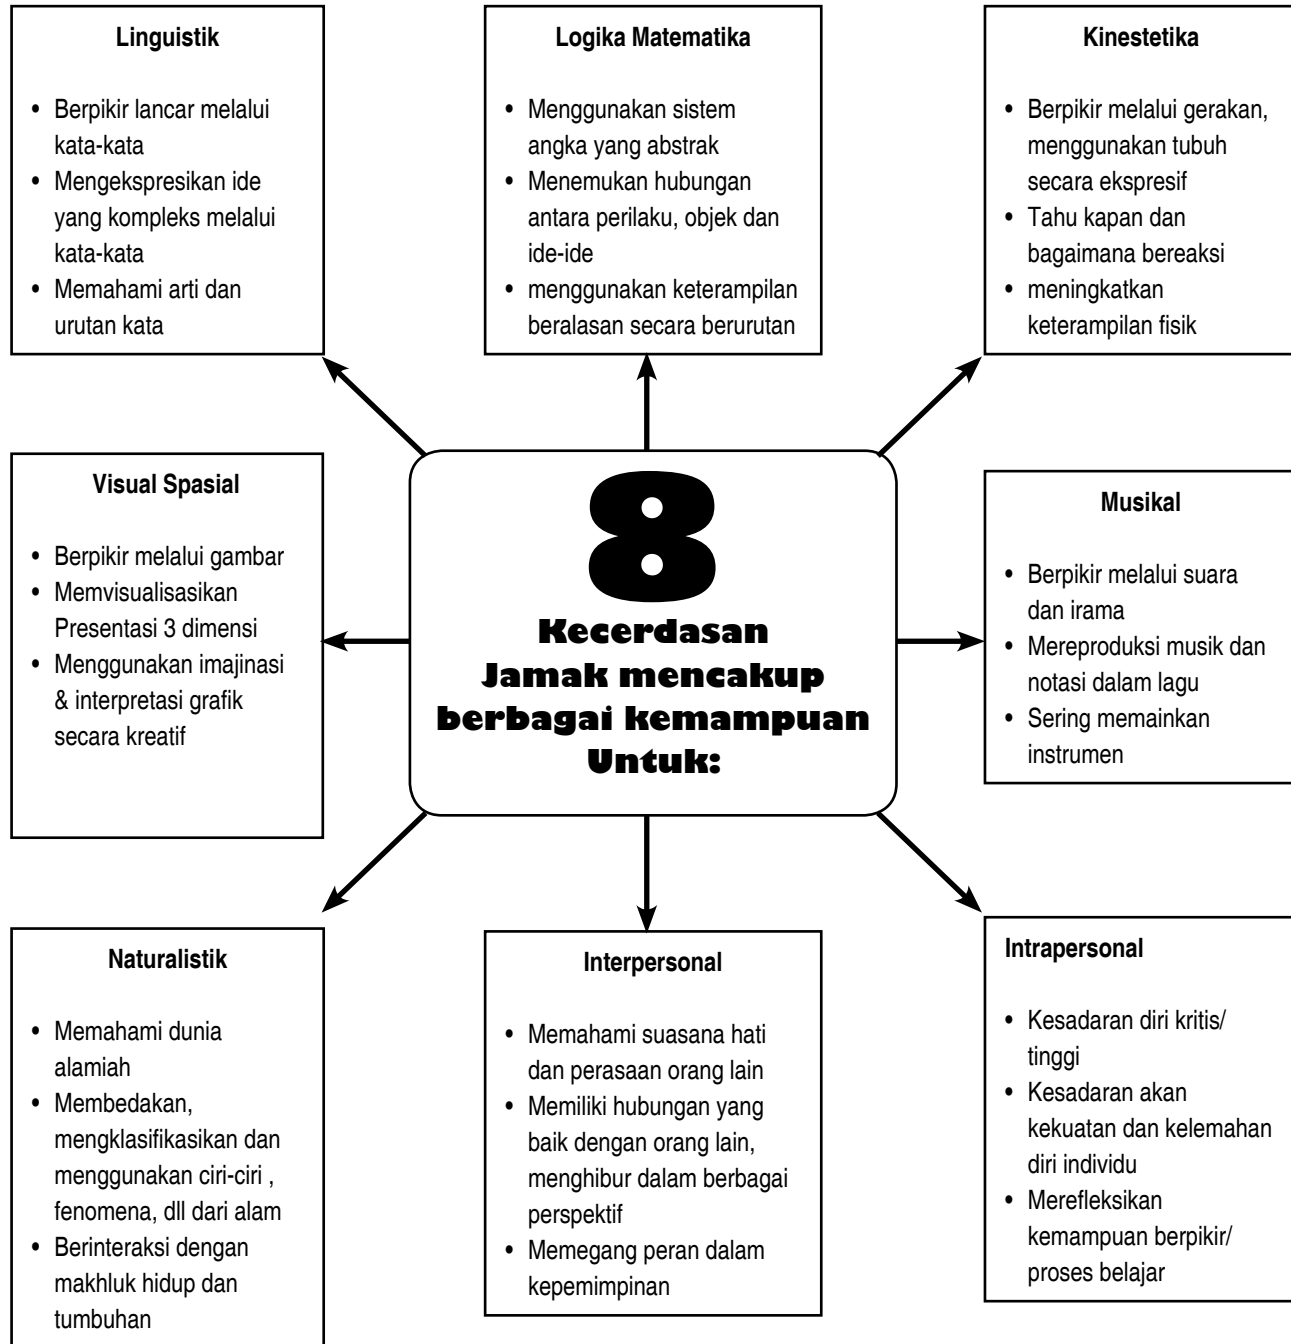 Linguistik
• Berpikir lancar melalui
kata-kata
• Mengekspresikan ide
yang kompleks melalui
kata-kata
• Memahami arti dan
urutan kata
Logika Matematika
• Menggunakan sistem
angka yang abstrak
• Menemukan hubungan
antara perilaku, objek dan
ide-ide
• menggunakan keterampilan
beralasan secara berurutan
Kinestetika
• Berpikir melalui gerakan,
menggunakan tubuh
secara ekspresif
• Tahu kapan dan
bagaimana bereaksi
• meningkatkan
keterampilan fisik
Visual Spasial
• Berpikir melalui gambar
• Memvisualisasikan
Presentasi 3 dimensi
• Menggunakan imajinasi
& interpretasi grafik
secara kreatif
8
Kecerdasan
Jamak mencakup
berbagai kemampuan
Untuk:
Musikal
• Berpikir melalui suara
dan irama
• Mereproduksi musik dan
notasi dalam lagu
• Sering memainkan
instrumen
Naturalistik
• Memahami dunia
alamiah
• Membedakan,
mengklasifikasikan dan
menggunakan ciri-ciri ,
fenomena, dll dari alam
• Berinteraksi dengan
makhluk hidup dan
tumbuhan
Interpersonal
• Memahami suasana hati
dan perasaan orang lain
• Memiliki hubungan yang
baik dengan orang lain,
menghibur dalam berbagai
perspektif
• Memegang peran dalam
kepemimpinan
Intrapersonal
• Kesadaran diri kritis/
tinggi
• Kesadaran akan
kekuatan dan kelemahan
diri individu
• Merefleksikan
kemampuan berpikir/
proses belajar